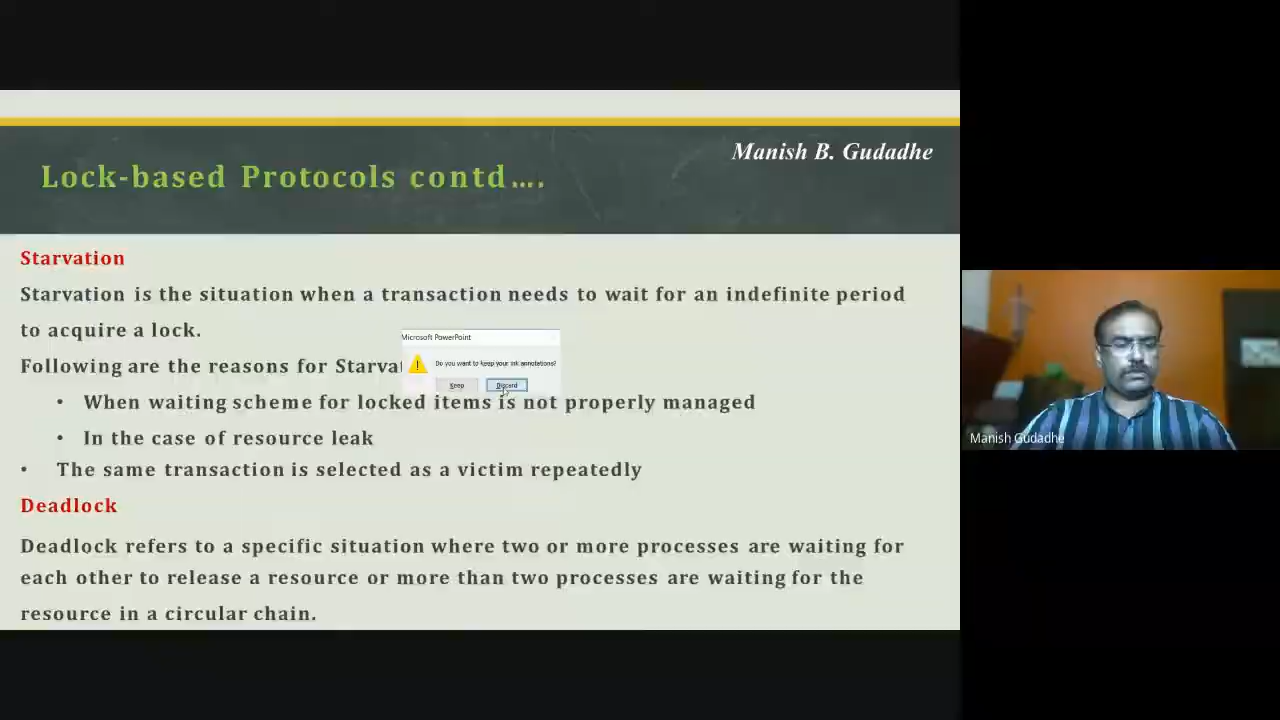 Manish B. Gudadhe
Lock-based Protocols contd….
Starvation
Starvation is the situation when a transaction needs to wait for an indefinite period
to acquire a lock.
Following are the reasons for
Microsoft PowerPoint
Do you want to keep your ink annotations?
Keep Discard
• When waiting scheme for locked items is not properly managed
• In the case of resource leak
• The same transaction is selected as a victim repeatedly
Deadlock
Deadlock refers to a specific situation where two or more processes are waiting for
each other to release a resource or more than two processes are waiting for the
resource in a circular chain.
Manish Gudadhe